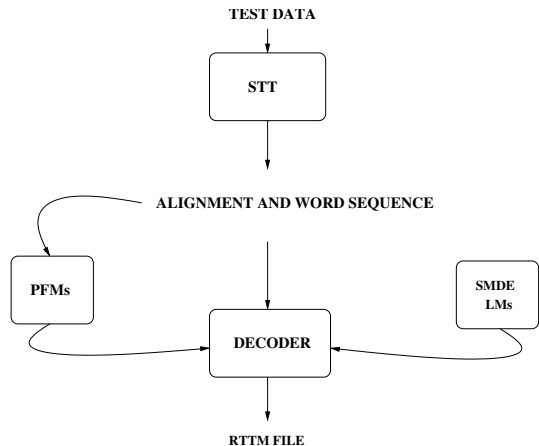 TEST DATA
STT
ALIGNMENT AND WORD SEQUENCE
PFMs
SMDE
LMs
DECODER
RTTM FILE